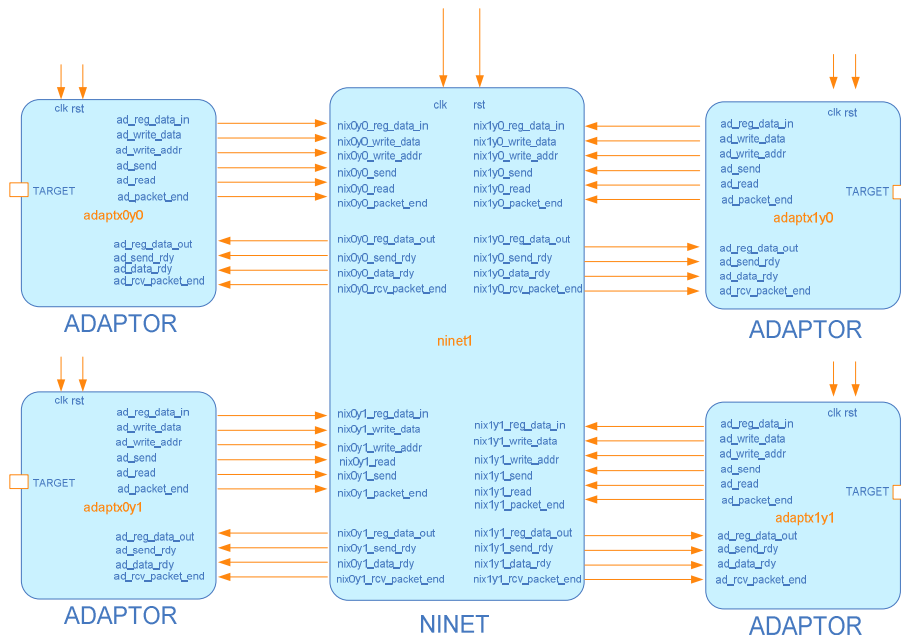 clk rst
ad_reg_data_in
ad_write_data
ad_write_addr
ad_send
ad_read
ad_packet_end
TARGET
adaptx0y0
ad_reg_data_out
ad_send_rdy
ad_data_rdy
ad_rcv_packet_end
ADAPTOR
clk rst
ad_reg_data_in
ad_write_data
ad_write_addr
ad_send
ad_read
ad_packet_end
TARGET
adaptx0y1
ad_reg_data_out
ad_send_rdy
ad_data_rdy
ad_rcv_packet_end
ADAPTOR
clk rst
nix0y0_reg_data_in nix1y0_reg_data_in
nix0y0_write_data nix1y0_write_data
nix0y0_write_addr nix1y0_write_addr
nix0y0_send nix1y0_send
nix0y0_read nix1y0_read
nix0y0_packet_end nix1y0_packet_end
nix0y0_reg_data_out nix1y0_reg_data_out
nix0y0_send_rdy nix1y0_send_rdy
nix0y0_data_rdy nix1y0_data_rdy
nix0y0_rcv_packet_end nix1y0_rcv_packet_end
ninet1
nix0y1_reg_data_in nix1y1_reg_data_in
nix0y1_write_data nix1y1_write_data
nix0y1_write_addr nix1y1_write_addr
nix0y1_read nix1y1_send
nix0y1_send nix1y1_read
nix0y1_packet_end nix1y1_packet_end
nix0y1_reg_data_out nix1y1_reg_data_out
nix0y1_send_rdy nix1y1_send_rdy
nix0y1_data_rdy nix1y1_data_rdy
nix0y1_rcv_packet_end nix1y1_rcv_packet_end
NINET
clk rst
ad_reg_data_in
ad_write_data
ad_write_addr
ad_send
ad_read
TARGET
ad_packet_end
adaptx1y0
ad_reg_data_out
ad_send_rdy
ad_data_rdy
ad_rcv_packet_end
ADAPTOR
clk rst
ad_reg_data_in
ad_write_data
ad_write_addr
ad_send
ad_read
TARGET
ad_packet_end
adaptx1y1
ad_reg_data_out
ad_send_rdy
ad_data_rdy
ad_rcv_packet_end
ADAPTOR